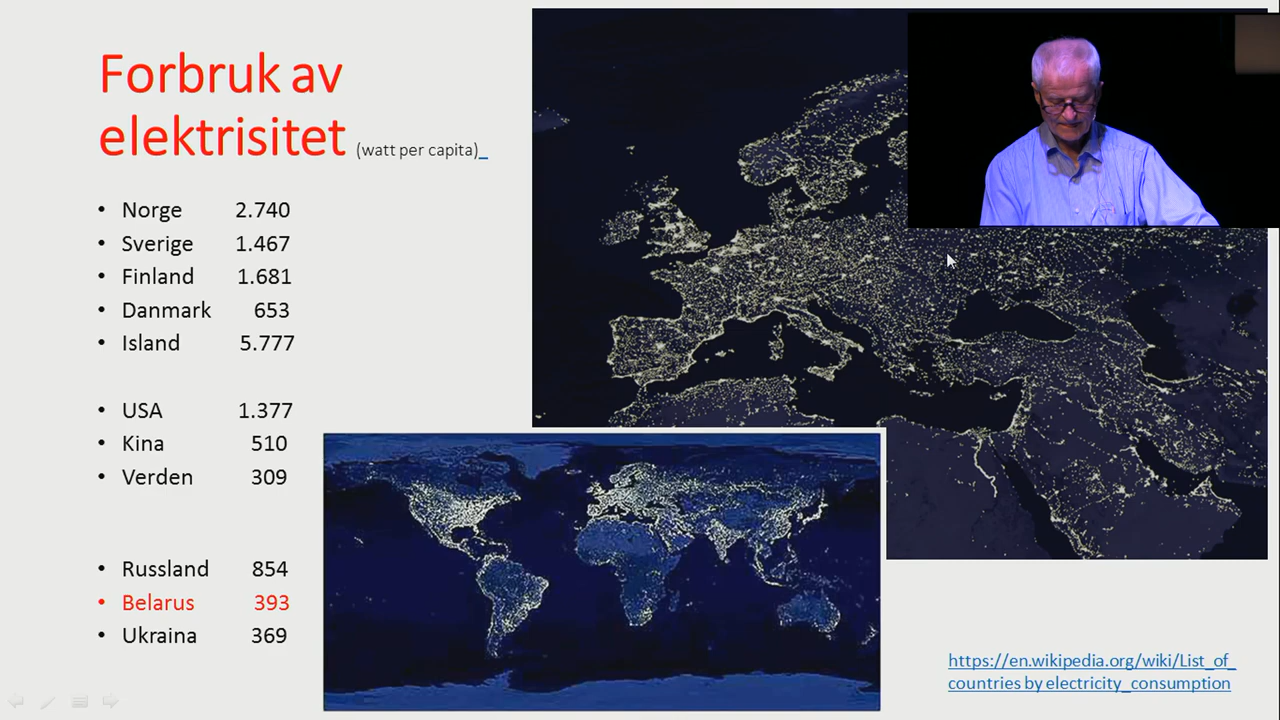 Forbruk av
elektrisitet (watt per capita)
• Norge 2.740
• Sverige 1.467
• Finland 1.681
• Danmark 653
• Island 5.777
• USA 1.377
• Kina 510
• Verden 309
• Russland 854
• Belarus 393
• Ukraina 369
https://en.wikipedia.org/wiki/List_of_
countries by electricity_consumption